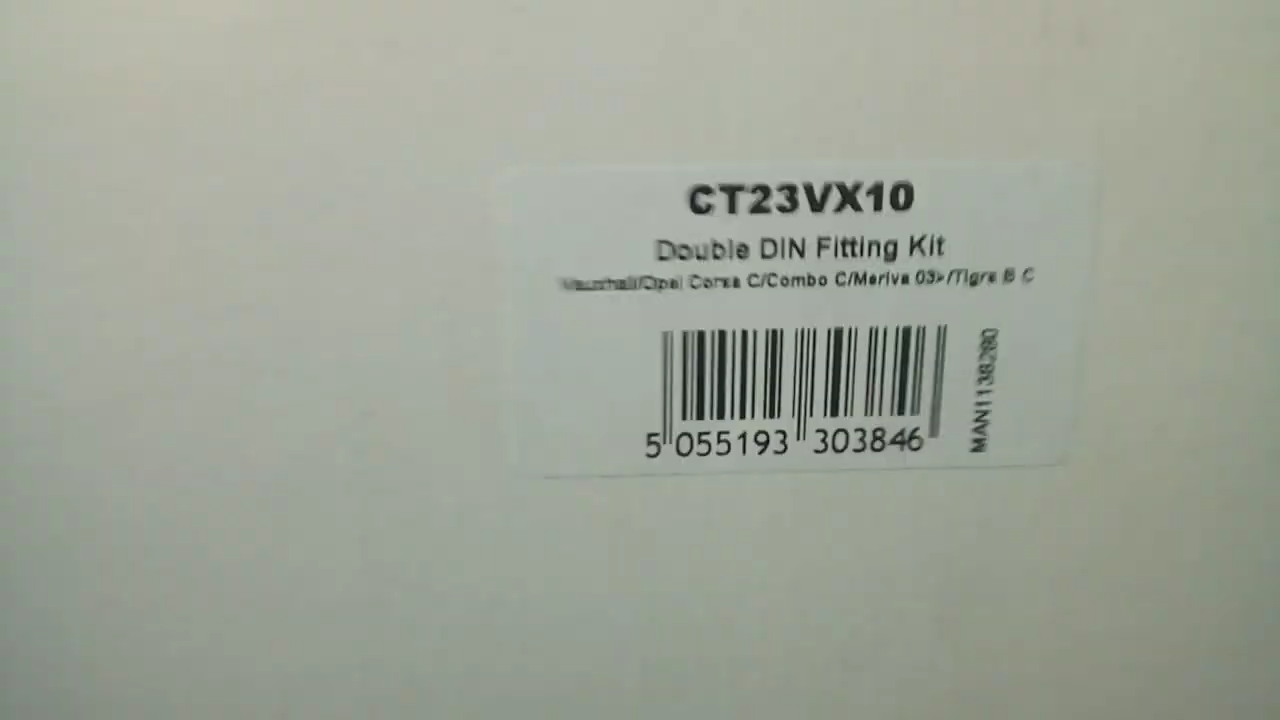 CT23VX10
Double DIN Fitting Kit
Vauxhall/Opel Corsa C/Combo C/Meriva 03>/Tigra B C
5 055193 303846
MAN1138280